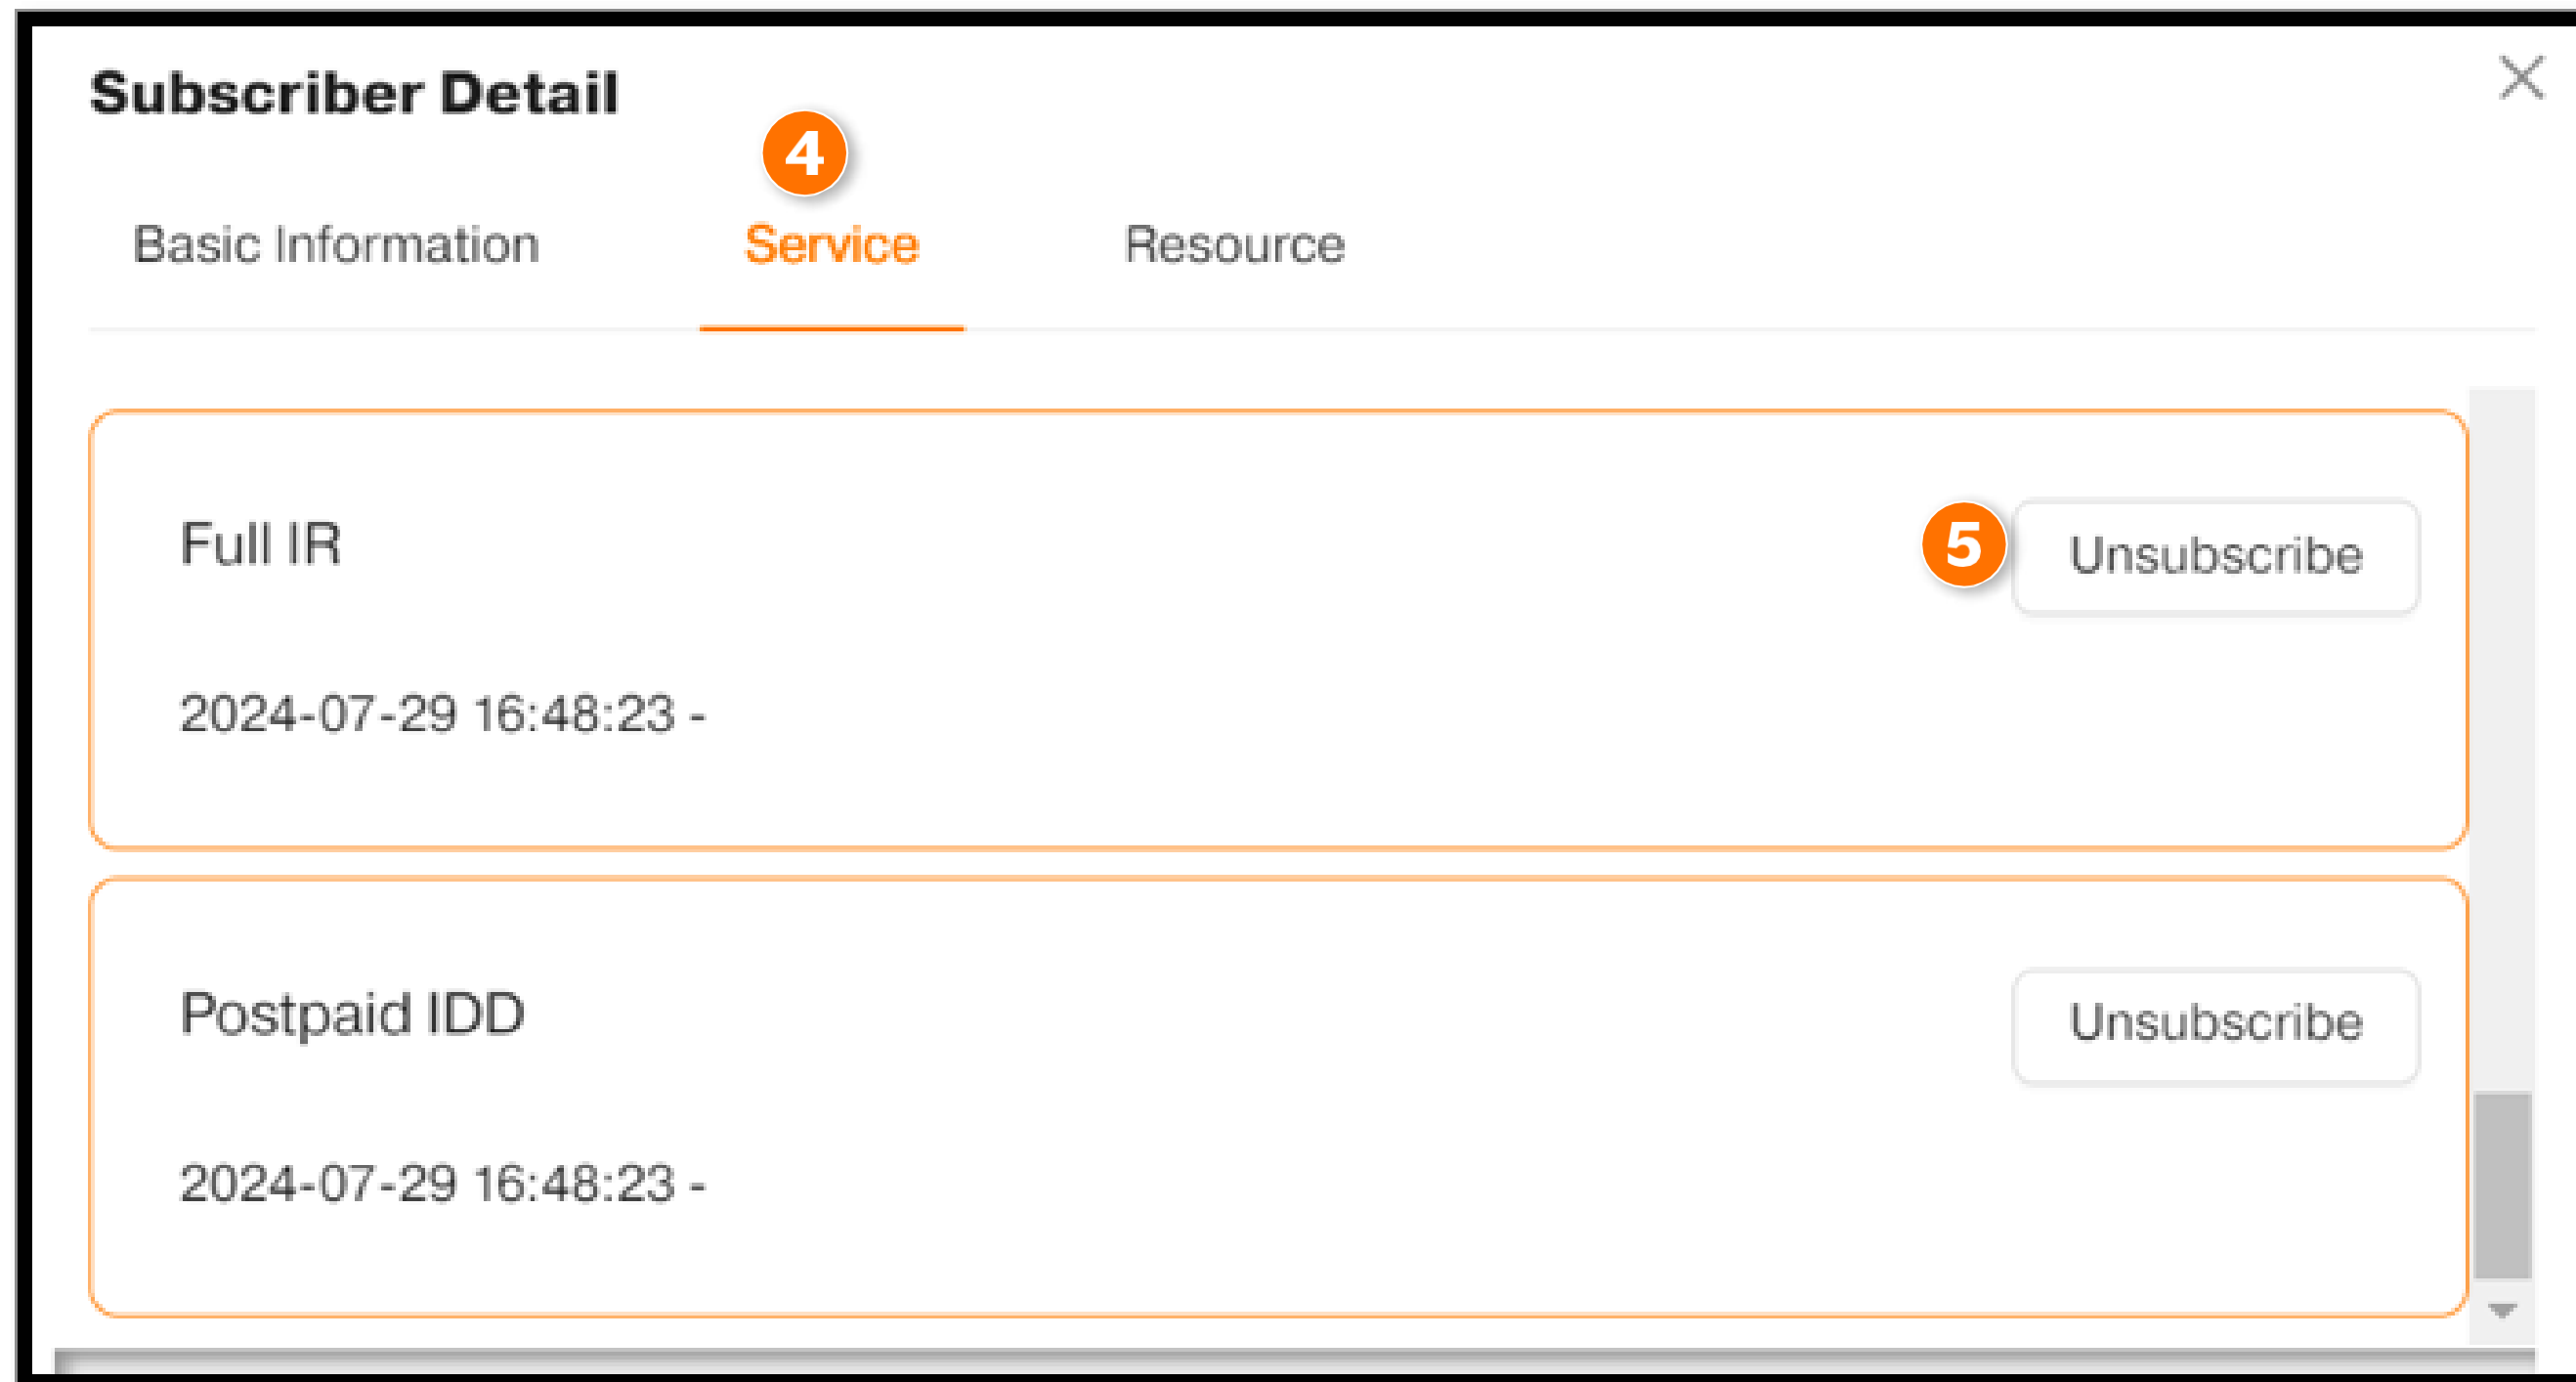 Subscriber Detail
4
Basic Information Service Resource
Full IR
5 Unsubscribe
2024-07-29 16:48:23 -
Postpaid IDD
Unsubscribe
2024-07-29 16:48:23 -